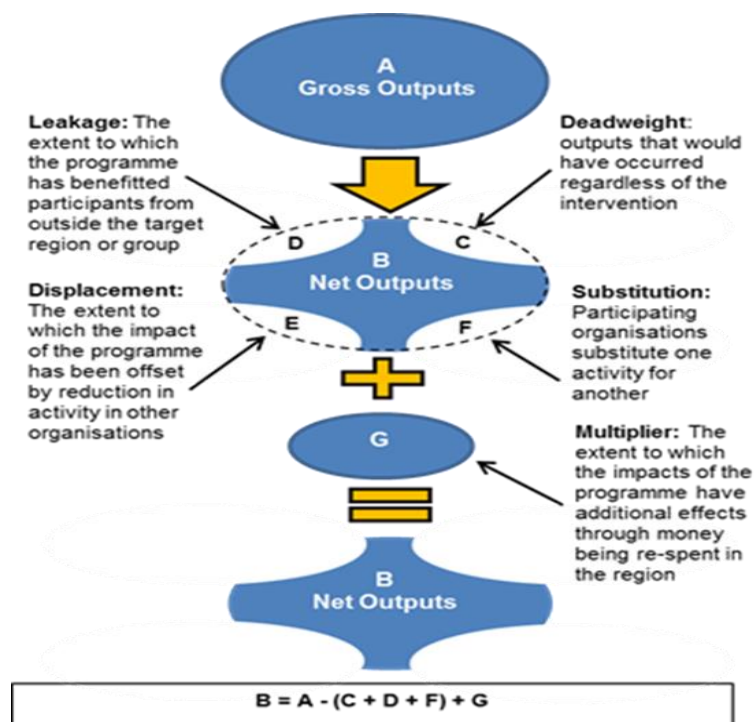 A
Gross Outputs
Leakage: The
extent to which
the programme
has benefitted
participants from
outside the target
region or group
Deadweight:
outputs that would
have occurred
regardless of the
intervention
D
C
B
Net Outputs
E
F
Displacement:
The extent to
which the impact
of the programme
has been offset
by reduction in
activity in other
organisations
Substitution:
Participating
organisations
substitute one
activity for
another
G
Multiplier: The
extent to which
the impacts of the
programme have
additional effects
through money
being re-spent in
the region
B
Net Outputs
B = A - (C + D + F) + G